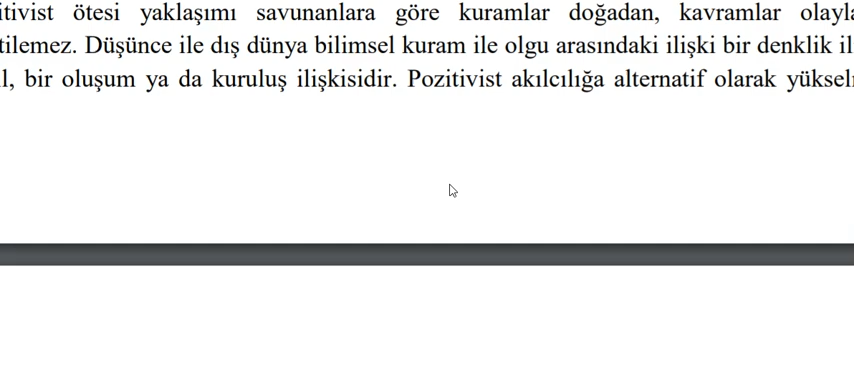 itivist ötesi yaklaşımı savunanlara göre kuramlar doğadan, kavramlar olayla
tilemez. Düşünce ile dış dünya bilimsel kuram ile olgu arasındaki ilişki bir denklik il
l, bir oluşum ya da kuruluş ilişkisidir. Pozitivist akılcılığa alternatif olarak yüksel